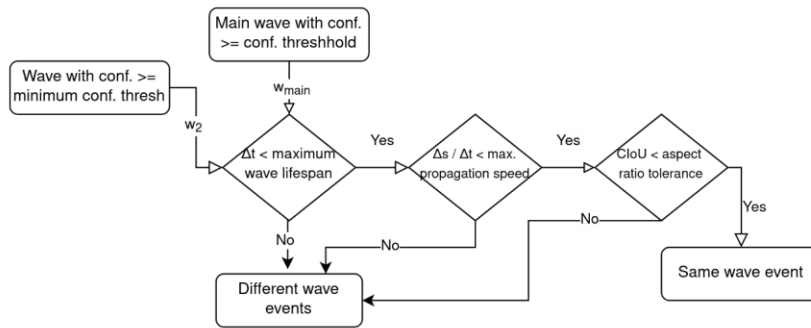 Main wave with conf.
>= conf. threshhold
Wave with conf. >=
minimum conf. thresh
w_main
w_2
Δt < maximum
wave lifespan
Yes
Δs / Δt < max.
propagation speed
Yes
CIoU < aspect
ratio tolerance
Yes
No
No
No
Different wave
events
Same wave event